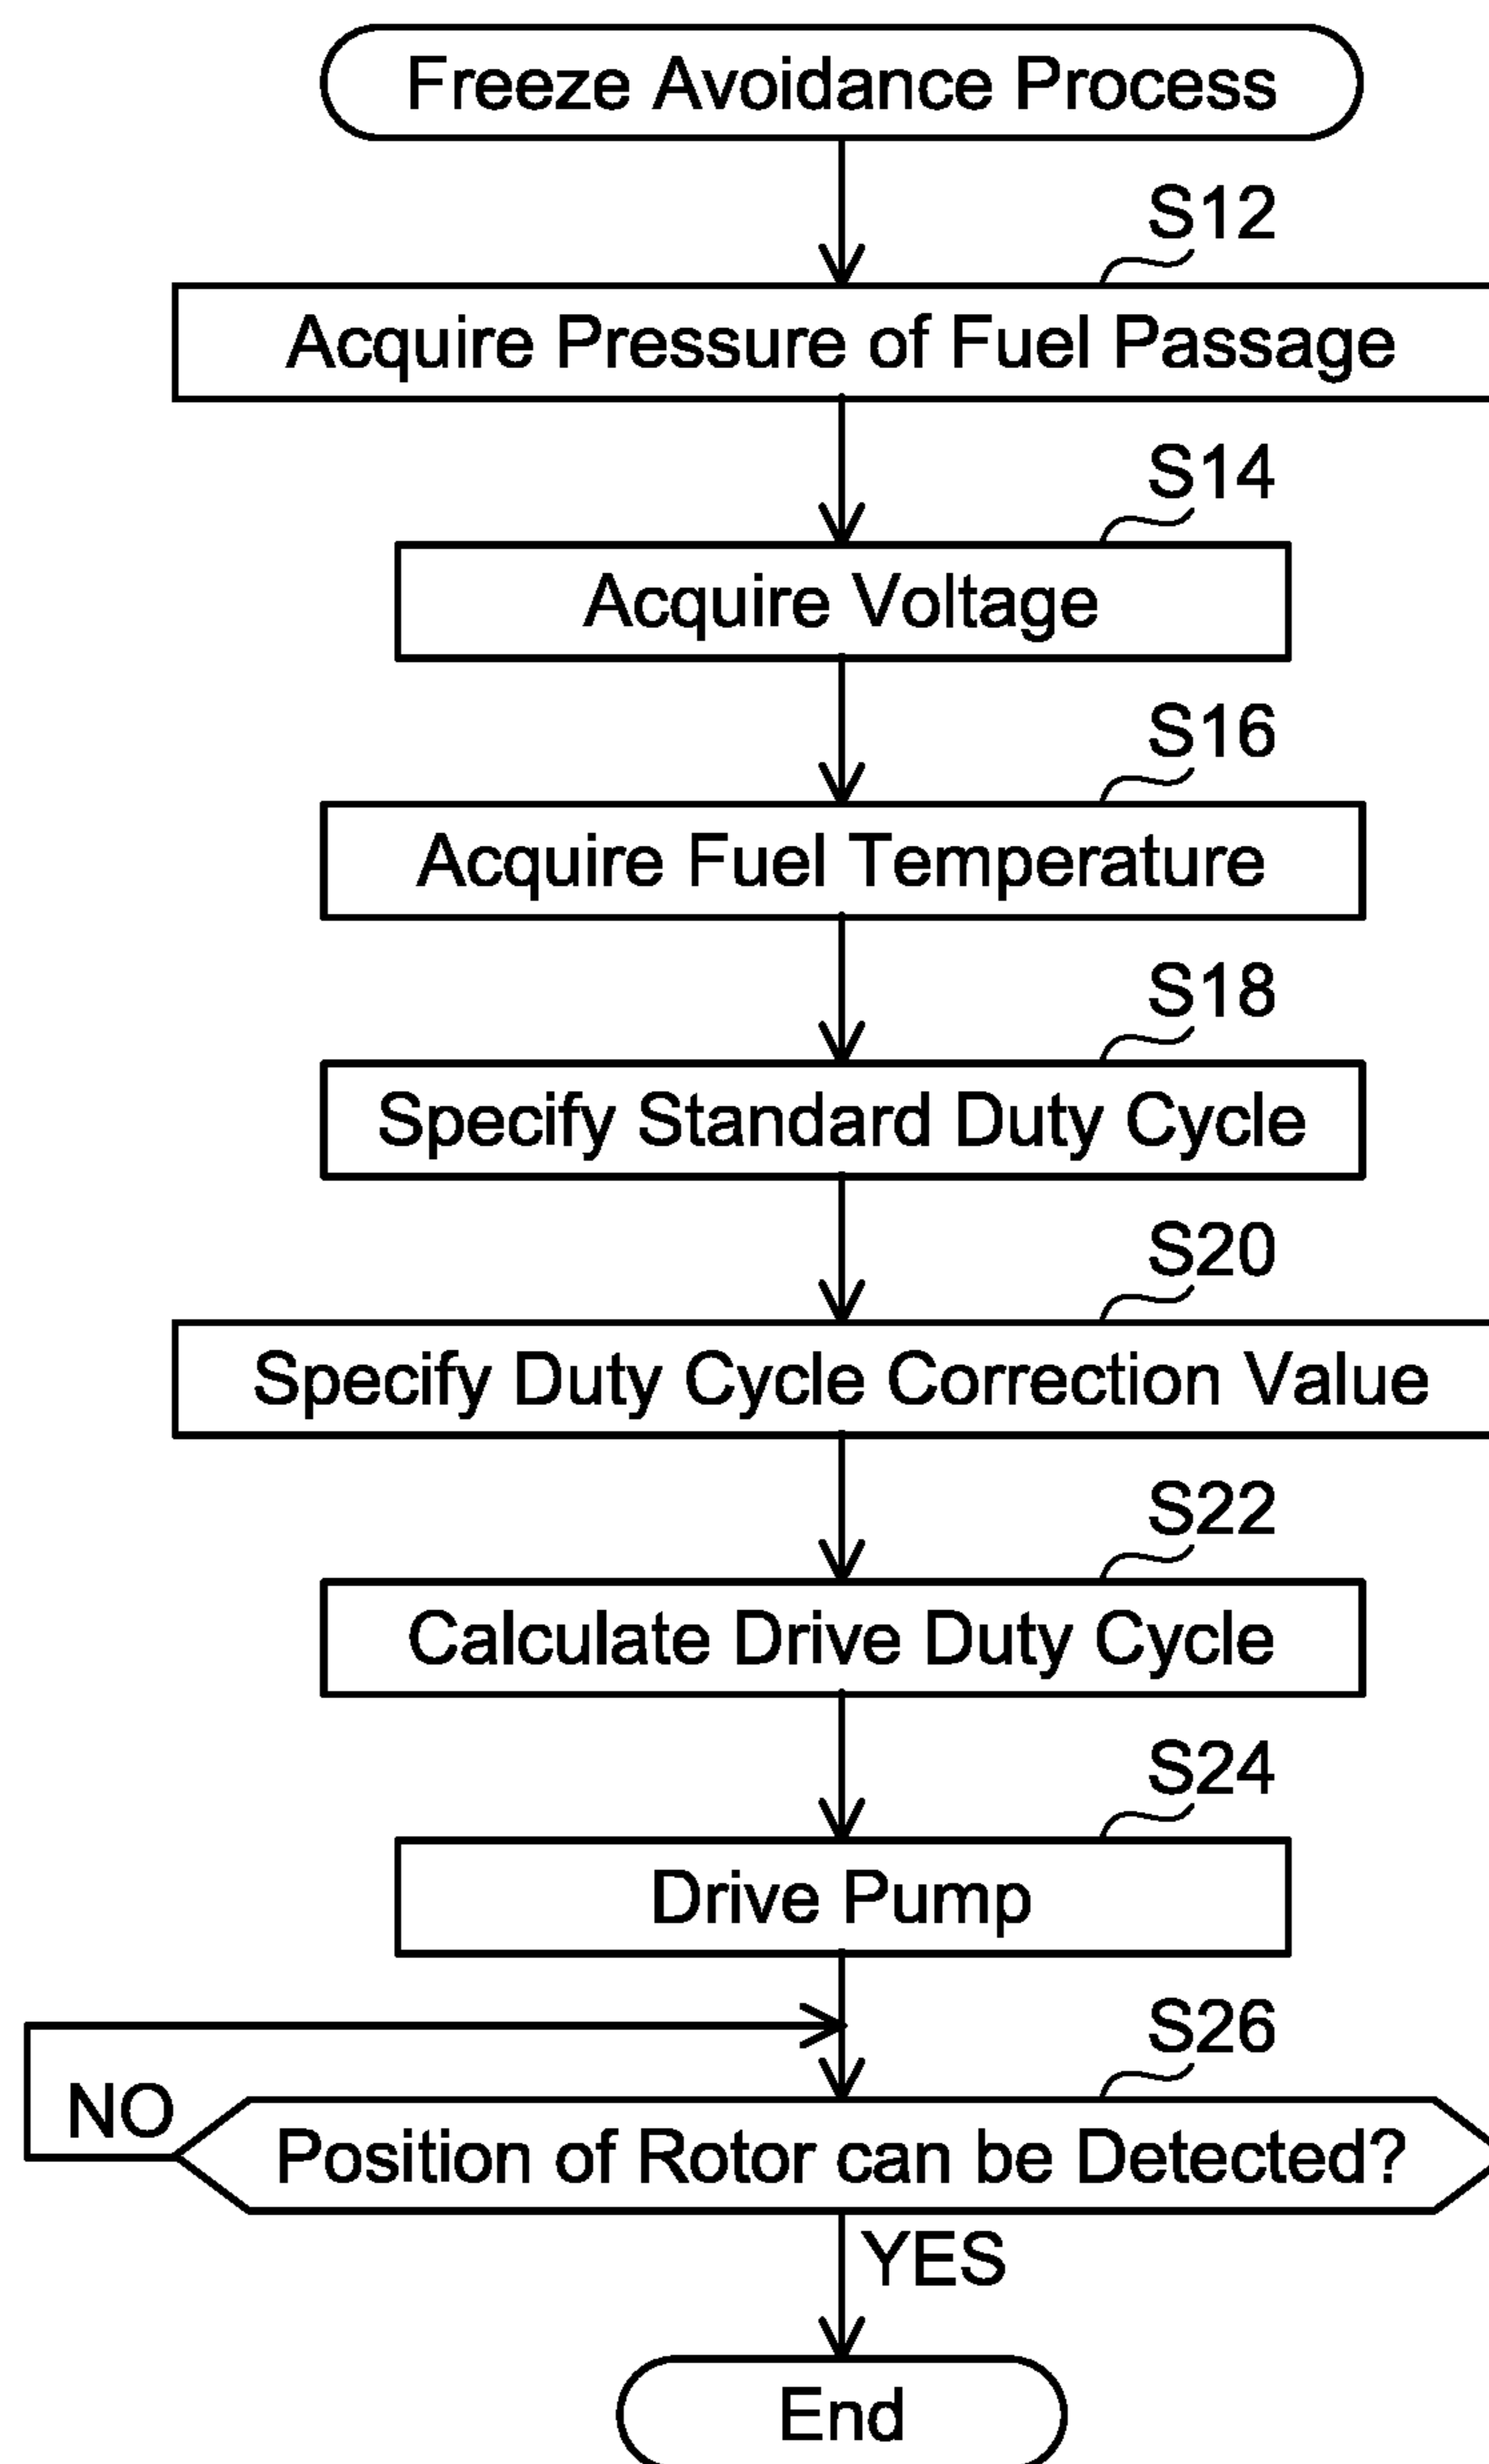 Freeze Avoidance Process
S12
Acquire Pressure of Fuel Passage
S14
Acquire Voltage
S16
Acquire Fuel Temperature
S18
Specify Standard Duty Cycle
S20
Specify Duty Cycle Correction Value
S22
Calculate Drive Duty Cycle
S24
Drive Pump
S26
NO
Position of Rotor can be Detected?
YES
End